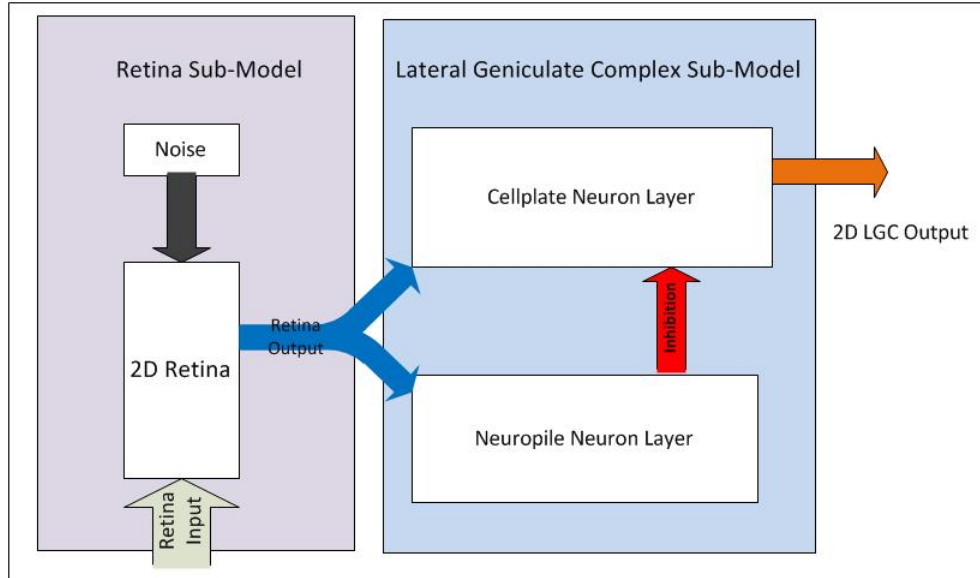 Retina Sub-Model
Noise
2D Retina
Retina
Input
Retina
Output
Lateral Geniculate Complex Sub-Model
Cellplate Neuron Layer
Inhibition
Neuropile Neuron Layer
2D LGC Output